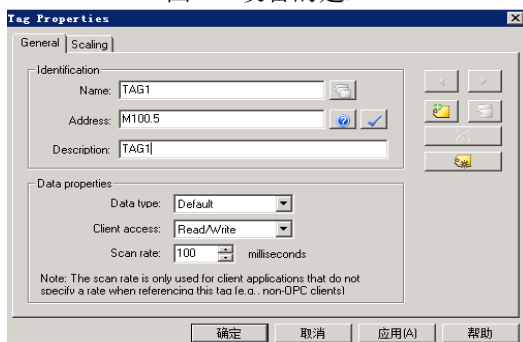 Tag Properties
General Scaling
Identification
Name: TAG1
Address: M100.5
Description: TAG1
Data properties
Data type: Default
Client access: Read/Write
Scan rate: 100 milliseconds
Note: The scan rate is only used for client applications that do not
specify a rate when referencing this tag (e.g., non-OPC clients)
确定 取消 应用(A) 帮助